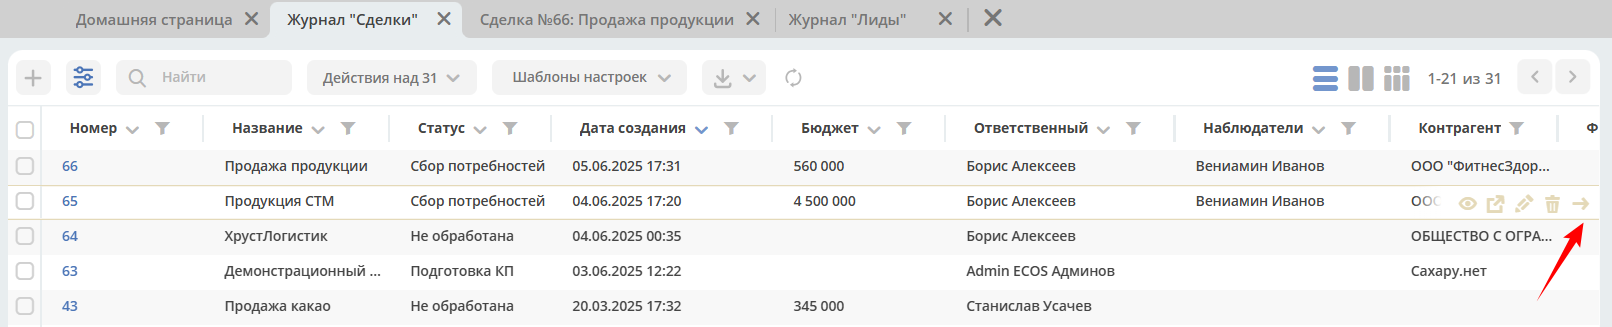 Домашняя страница Журнал "Сделки" Сделка №66: Продажа продукции Журнал "Лиды"
Найти Действия над 31 Шаблоны настроек 1-21 из 31
Номер Название Статус Дата создания Бюджет Ответственный Наблюдатели Контрагент Ф
66 Продажа продукции Сбор потребностей 05.06.2025 17:31 560 000 Борис Алексеев Вениамин Иванов ООО "ФитнесЗдор...
65 Продукция СТМ Сбор потребностей 04.06.2025 17:20 4 500 000 Борис Алексеев Вениамин Иванов ООО
64 ХрустЛогистик Не обработана 04.06.2025 00:35 Борис Алексеев ОБЩЕСТВО С ОГРА...
63 Демонстрационный ... Подготовка КП 03.06.2025 12:22 Admin ECOS Админов Сахару.нет
43 Продажа какао Не обработана 20.03.2025 17:32 345 000 Станислав Усачев